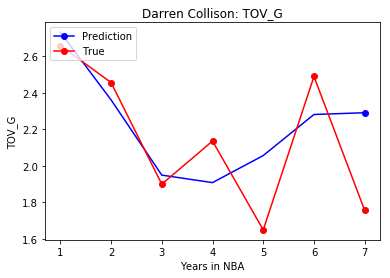 Darren Collison: TOV_G
Prediction
True
2.6
2.4
2.2
2.0
1.8
1.6
TOV_G
1 2 3 4 5 6 7
Years in NBA